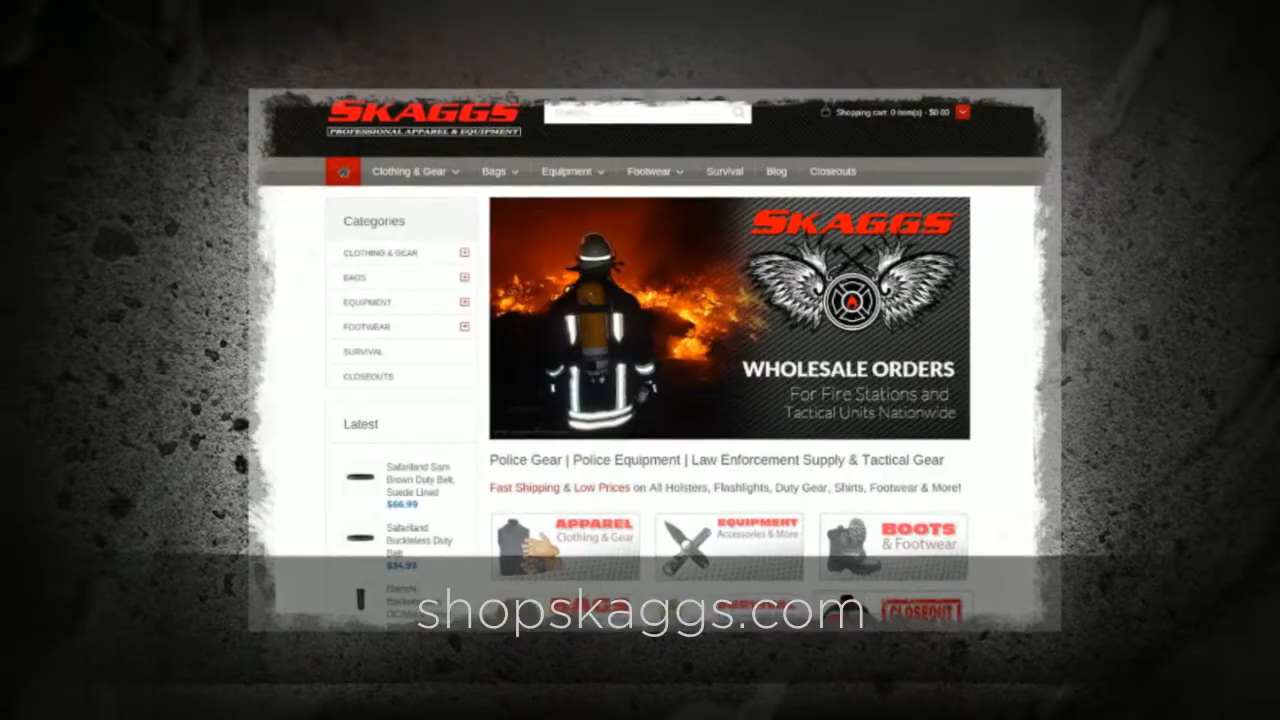 SKAGGS
PROFESSIONAL APPAREL & EQUIPMENT
Shopping cart: 0 item(s) - $0.00
Clothing & Gear
Bags
Equipment
Footwear
Survival
Blog
Closeouts
Categories
CLOTHING & GEAR
BAGS
EQUIPMENT
FOOTWEAR
SURVIVAL
CLOSEOUTS
Latest
Safariland Sam
Brown Duty Belt,
Suede Lined
$66.99
Safariland
Buckleless Duty
Belt
$34.99
Bianchi
SKAGGS
WHOLESALE ORDERS
For Fire Stations and
Tactical Units Nationwide
Police Gear | Police Equipment | Law Enforcement Supply & Tactical Gear
Fast Shipping & Low Prices on All Holsters, Flashlights, Duty Gear, Shirts, Footwear & More!
APPAREL
Clothing & Gear
EQUIPMENT
Accessories & More
BOOTS
& Footwear
BAGS
SURVIVAL
CLOSEOUT
shopskaggs.com